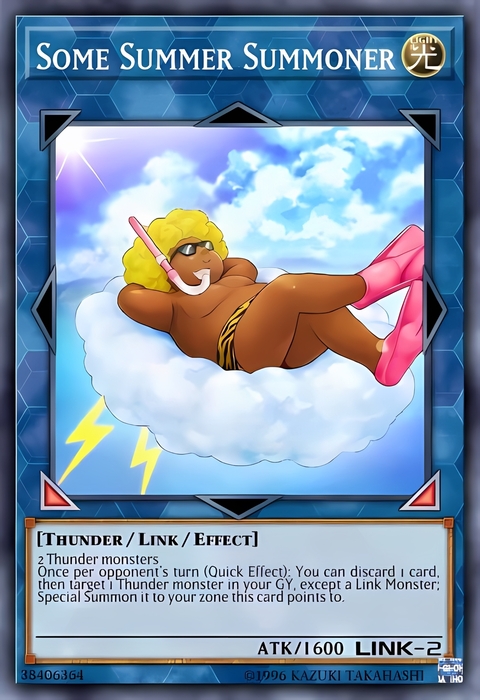 Some Summer Summoner
LIGHT
光
[Thunder / Link / Effect]
2 Thunder monsters
Once per opponent's turn (Quick Effect): You can discard 1 card,
then target 1 Thunder monster in your GY, except a Link Monster;
Special Summon it to your zone this card points to.
ATK/1600 LINK-2
38406364
©1996 KAZUKI TAKAHASHI